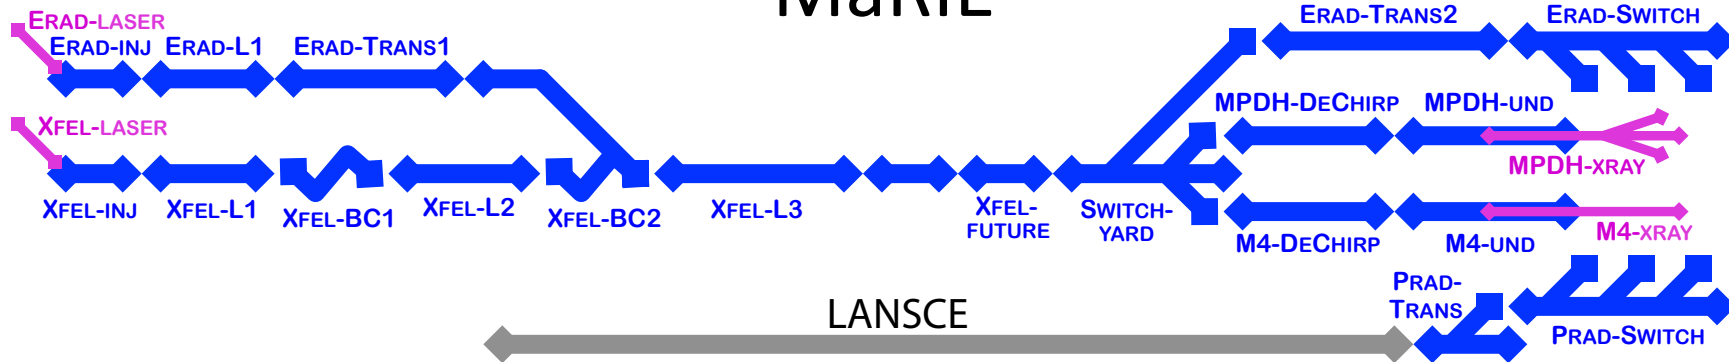 MaRIE
ERAD-LASER
ERAD-INJ
ERAD-L1
ERAD-TRANS1
ERAD-TRANS2
ERAD-SWITCH
XFEL-LASER
MPDH-DECHIRP
MPDH-UND
MPDH-XRAY
XFEL-INJ
XFEL-L1
XFEL-BC1
XFEL-L2
XFEL-BC2
XFEL-L3
XFEL-
FUTURE
SWITCH-
YARD
M4-DECHIRP
M4-UND
M4-XRAY
PRAD-
TRANS
LANSCE
PRAD-SWITCH